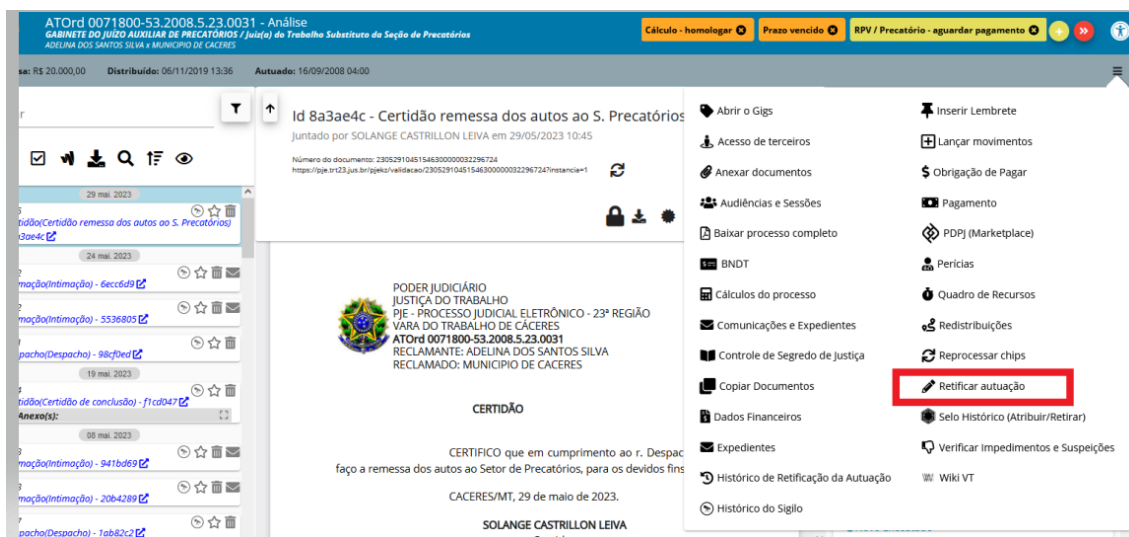 ATOrd 0071800-53.2008.5.23.0031 - Análise
GABINETE DO JUÍZO AUXILIAR DE PRECATÓRIOS / Juiz(a) do Trabalho Substituto da Seção de Precatórios
ADELINA DOS SANTOS SILVA x MUNICIPIO DE CACERES
Cálculo - homologar
Prazo vencido
RPV / Precatório - aguardar pagamento
sa: R$ 20.000,00 Distribuído: 06/11/2019 13:36 Autuado: 16/09/2008 04:00
r
29 mai. 2023
tidão(Certidão remessa dos autos ao S. Precatórios)
3ae4c
24 mai. 2023
mação(Intimação) - 6ecc6d9
mação(Intimação) - 5536805
pacho(Despacho) - 98cf0ed
19 mai. 2023
tidão(Certidão de conclusão) - f1cd047
Anexo(s):
08 mai. 2023
mação(Intimação) - 941bd69
mação(Intimação) - 20b4289
pacho(Despacho) - 1ab82c2
Id 8a3ae4c - Certidão remessa dos autos ao S. Precatórios
Juntado por SOLANGE CASTRILLON LEIVA em 29/05/2023 10:45
Número do documento: 23052910451546300000032296724
https://pje.trt23.jus.br/pjekz/validacao/23052910451546300000032296724?instancia=1
PODER JUDICIÁRIO
JUSTIÇA DO TRABALHO
PJE - PROCESSO JUDICIAL ELETRÔNICO - 23ª REGIÃO
VARA DO TRABALHO DE CÁCERES
ATOrd 0071800-53.2008.5.23.0031
RECLAMANTE: ADELINA DOS SANTOS SILVA
RECLAMADO: MUNICIPIO DE CACERES
CERTIDÃO
CERTIFICO que em cumprimento ao r. Despac
faço a remessa dos autos ao Setor de Precatórios, para os devidos fins
CACERES/MT, 29 de maio de 2023.
SOLANGE CASTRILLON LEIVA
Abrir o Gigs
Acesso de terceiros
Anexar documentos
Audiências e Sessões
Baixar processo completo
BNDT
Cálculos do processo
Comunicações e Expedientes
Controle de Segredo de Justiça
Copiar Documentos
Dados Financeiros
Expedientes
Histórico de Retificação da Autuação
Histórico do Sigilo
Inserir Lembrete
Lançar movimentos
Obrigação de Pagar
Pagamento
PDPJ (Marketplace)
Perícias
Quadro de Recursos
Redistribuições
Reprocessar chips
Retificar autuação
Selo Histórico (Atribuir/Retirar)
Verificar Impedimentos e Suspeições
Wiki VT